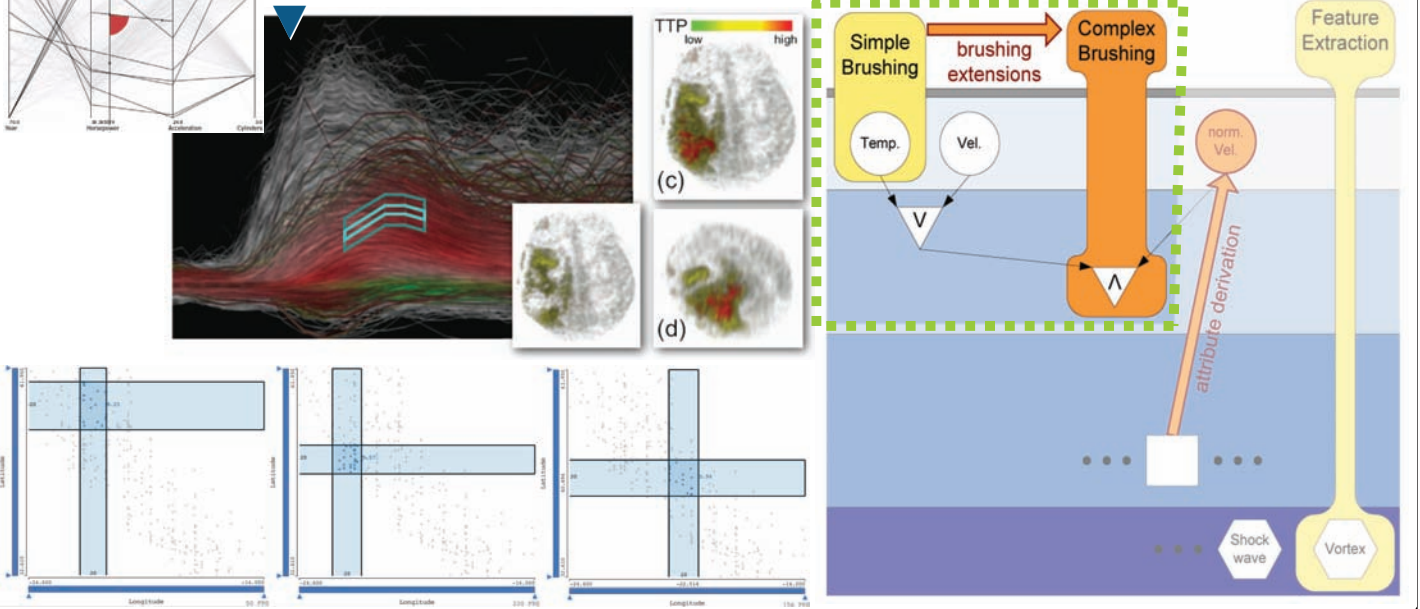 Year
Horsepower
Acceleration
Cylinders
TTP
low
high
(c)
(d)
Latitude
Longitude
Latitude
Longitude
Latitude
Longitude
Simple
Brushing
brushing
extensions
Complex
Brushing
Feature
Extraction
Temp.
Vel.
norm.
Vel.
V
Λ
attribute derivation
Shock
wave
Vortex